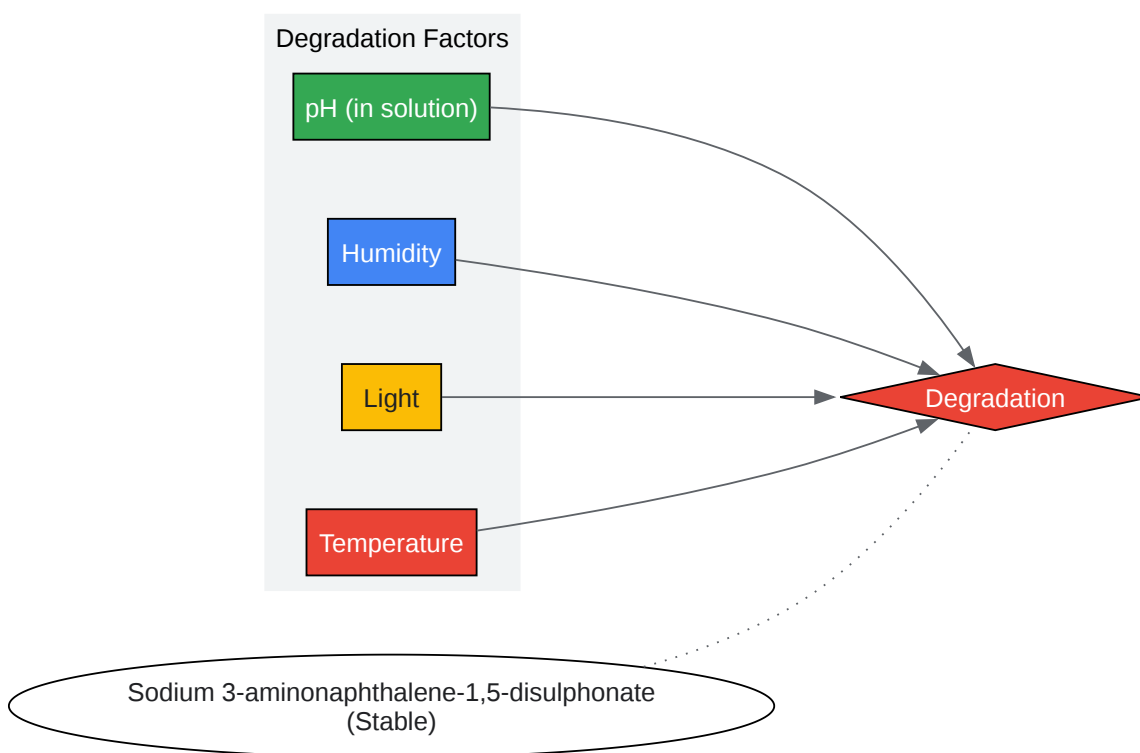 Degradation Factors
pH (in solution)
Humidity
Light
Degradation
Temperature
Sodium 3-aminonaphthalene-1,5-disulphonate
(Stable)